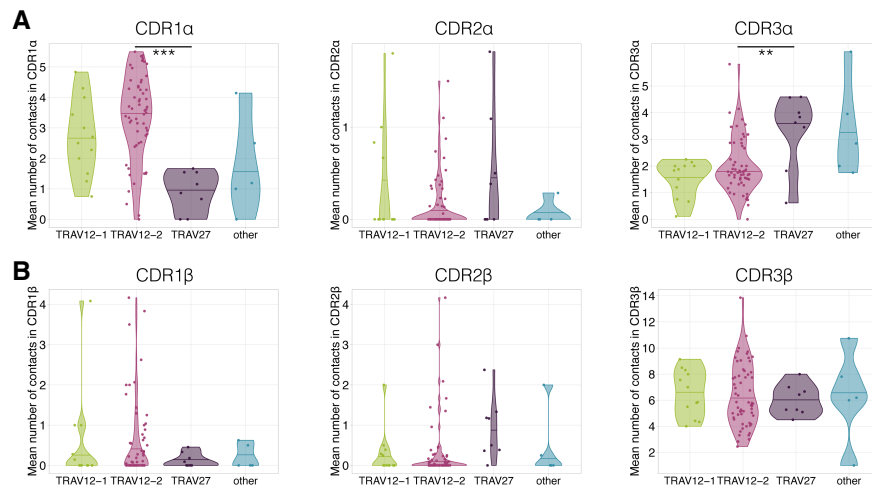 A
CDR1α
CDR2α
CDR3α
Mean number of contacts in CDR1α
5
4
3
2
1
0
***
TRAV12−1 TRAV12−2 TRAV27 other
Mean number of contacts in CDR2α
1
0
TRAV12−1 TRAV12−2 TRAV27 other
Mean number of contacts in CDR3α
5
4
3
2
1
0
**
TRAV12−1 TRAV12−2 TRAV27 other
B
CDR1β
CDR2β
CDR3β
Mean number of contacts in CDR1β
4
3
2
1
0
TRAV12−1 TRAV12−2 TRAV27 other
Mean number of contacts in CDR2β
4
3
2
1
0
TRAV12−1 TRAV12−2 TRAV27 other
Mean number of contacts in CDR3β
14
12
10
8
6
4
2
TRAV12−1 TRAV12−2 TRAV27 other